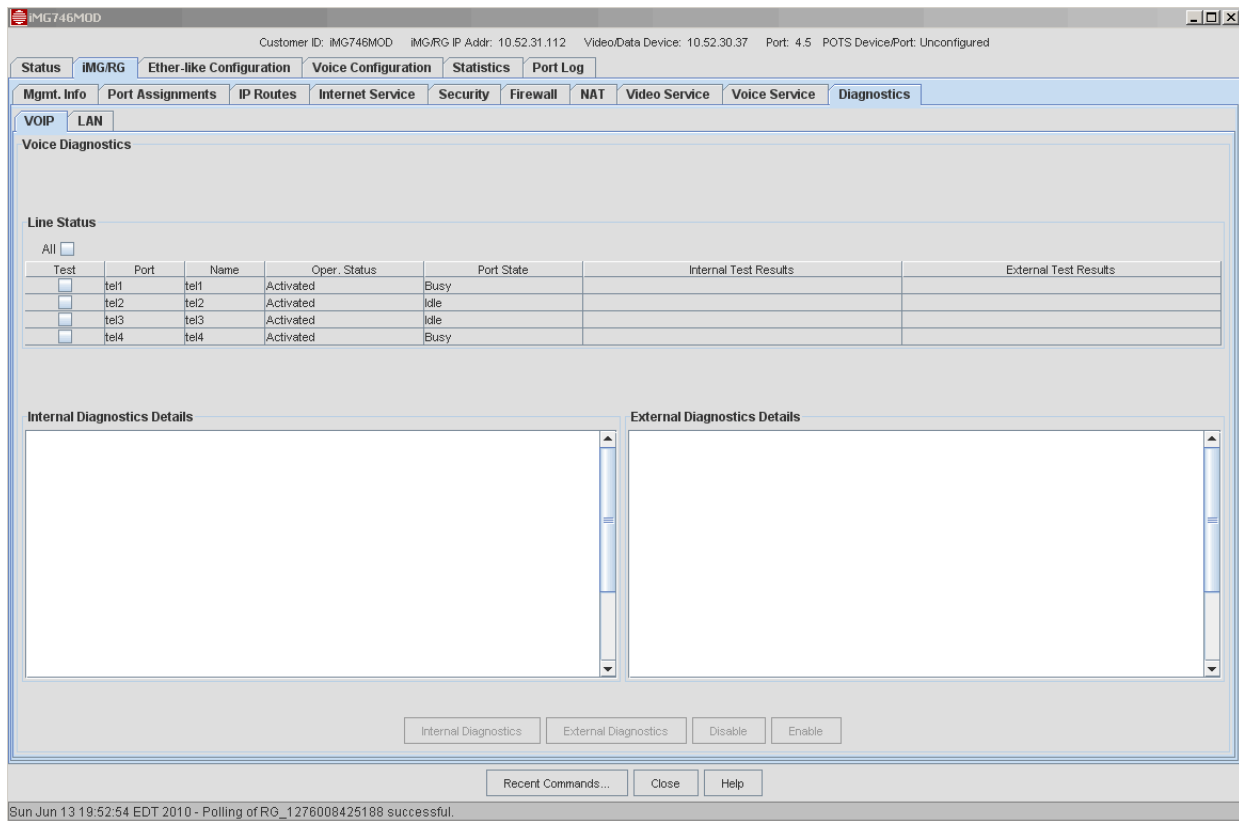 iMG746MOD
Customer ID: iMG746MOD iMG/RG IP Addr: 10.52.31.112 Video/Data Device: 10.52.30.37 Port: 4.5 POTS Device/Port: Unconfigured
Status iMG/RG Ether-like Configuration Voice Configuration Statistics Port Log
Mgmt. Info Port Assignments IP Routes Internet Service Security Firewall NAT Video Service Voice Service Diagnostics
VOIP LAN
Voice Diagnostics
Line Status
All
Test Port Name Oper. Status Port State Internal Test Results External Test Results
tel1 tel1 Activated Busy
tel2 tel2 Activated Idle
tel3 tel3 Activated Idle
tel4 tel4 Activated Busy
Internal Diagnostics Details External Diagnostics Details
Internal Diagnostics External Diagnostics Disable Enable
Recent Commands... Close Help
Sun Jun 13 19:52:54 EDT 2010 - Polling of RG_1276008425188 successful.